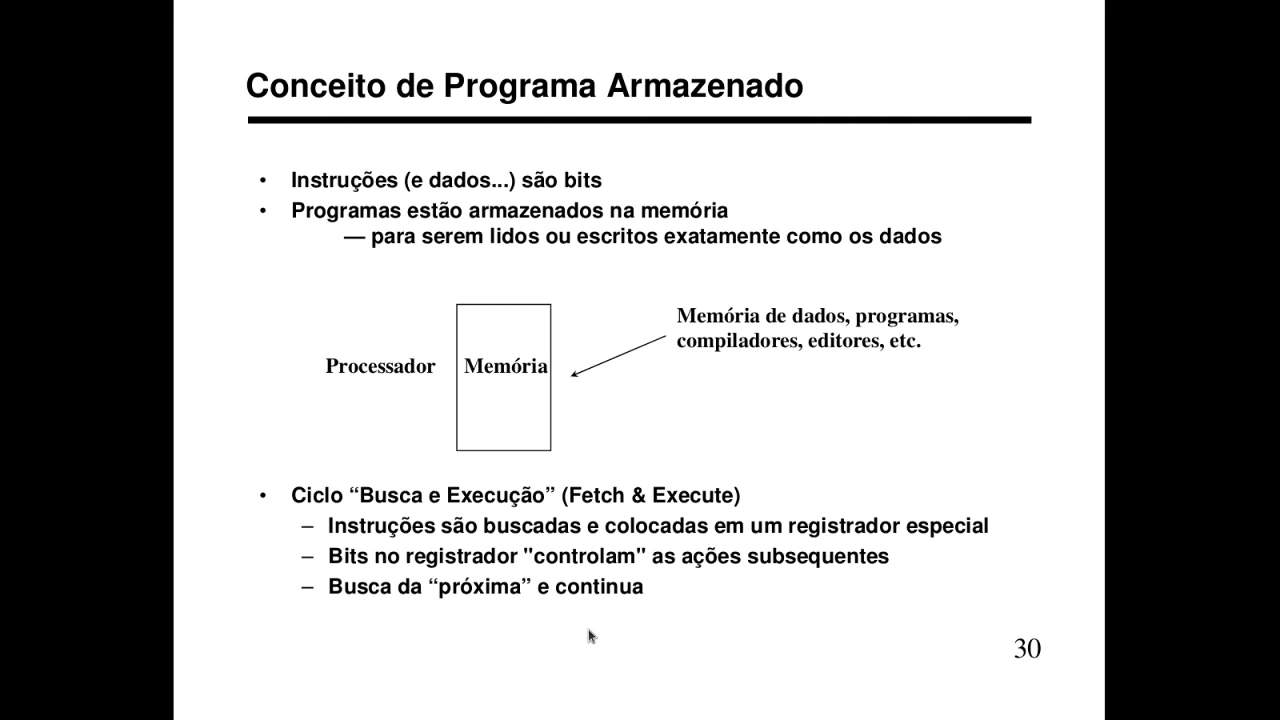 Conceito de Programa Armazenado
• Instruções (e dados...) são bits
• Programas estão armazenados na memória
— para serem lidos ou escritos exatamente como os dados
Memória de dados, programas,
compiladores, editores, etc.
Processador
Memória
• Ciclo “Busca e Execução” (Fetch & Execute)
– Instruções são buscadas e colocadas em um registrador especial
– Bits no registrador "controlam" as ações subsequentes
– Busca da “próxima” e continua
30